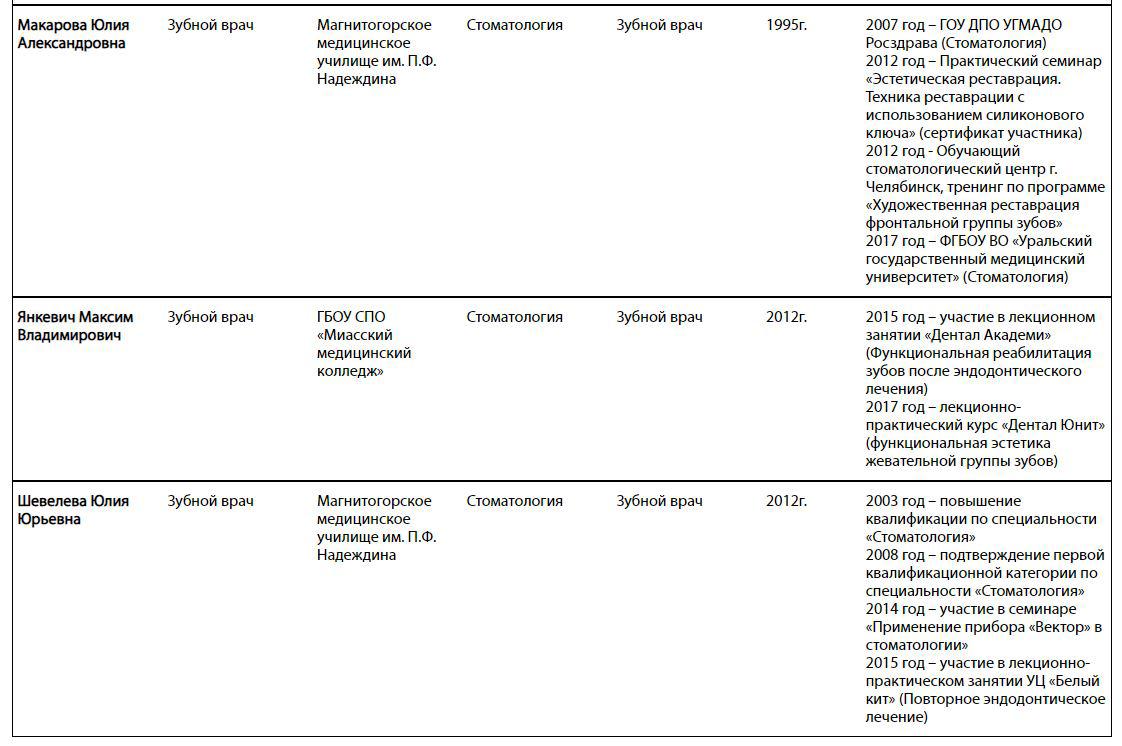 Макарова Юлия
Александровна
Зубной врач
Магнитогорское
медицинское
училище им. П.Ф.
Надеждина
Стоматология
Зубной врач
1995г.
2007 год – ГОУ ДПО УГМАДО
Росздрава (Стоматология)
2012 год – Практический семинар
«Эстетическая реставрация.
Техника реставрации с
использованием силиконового
ключа» (сертификат участника)
2012 год - Обучающий
стоматологический центр г.
Челябинск, тренинг по программе
«Художественная реставрация
фронтальной группы зубов»
2017 год – ФГБОУ ВО «Уральский
государственный медицинский
университет» (Стоматология)
Янкевич Максим
Владимирович
Зубной врач
ГБОУ СПО
«Миасский
медицинский
колледж»
Стоматология
Зубной врач
2012г.
2015 год – участие в лекционном
занятии «Дентал Академи»
(Функциональная реабилитация
зубов после эндодонтического
лечения)
2017 год – лекционно-
практический курс «Дентал Юнит»
(функциональная эстетика
жевательной группы зубов)
Шевелева Юлия
Юрьевна
Зубной врач
Магнитогорское
медицинское
училище им. П.Ф.
Надеждина
Стоматология
Зубной врач
2012г.
2003 год – повышение
квалификации по специальности
«Стоматология»
2008 год – подтверждение первой
квалификационной категории по
специальности «Стоматология»
2014 год – участие в семинаре
«Применение прибора «Вектор» в
стоматологии»
2015 год – участие в лекционно-
практическом занятии УЦ «Белый
кит» (Повторное эндодонтическое
лечение)